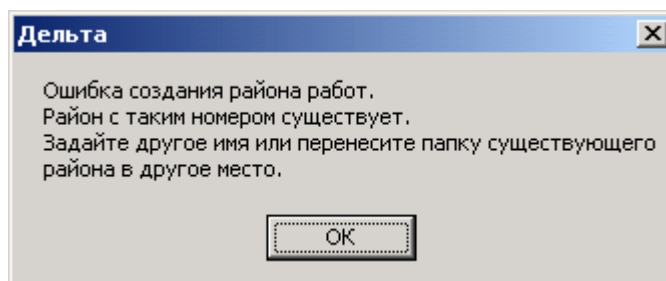 Дельта
Ошибка создания района работ.
Район с таким номером существует.
Задайте другое имя или перенесите папку существующего
района в другое место.
OK